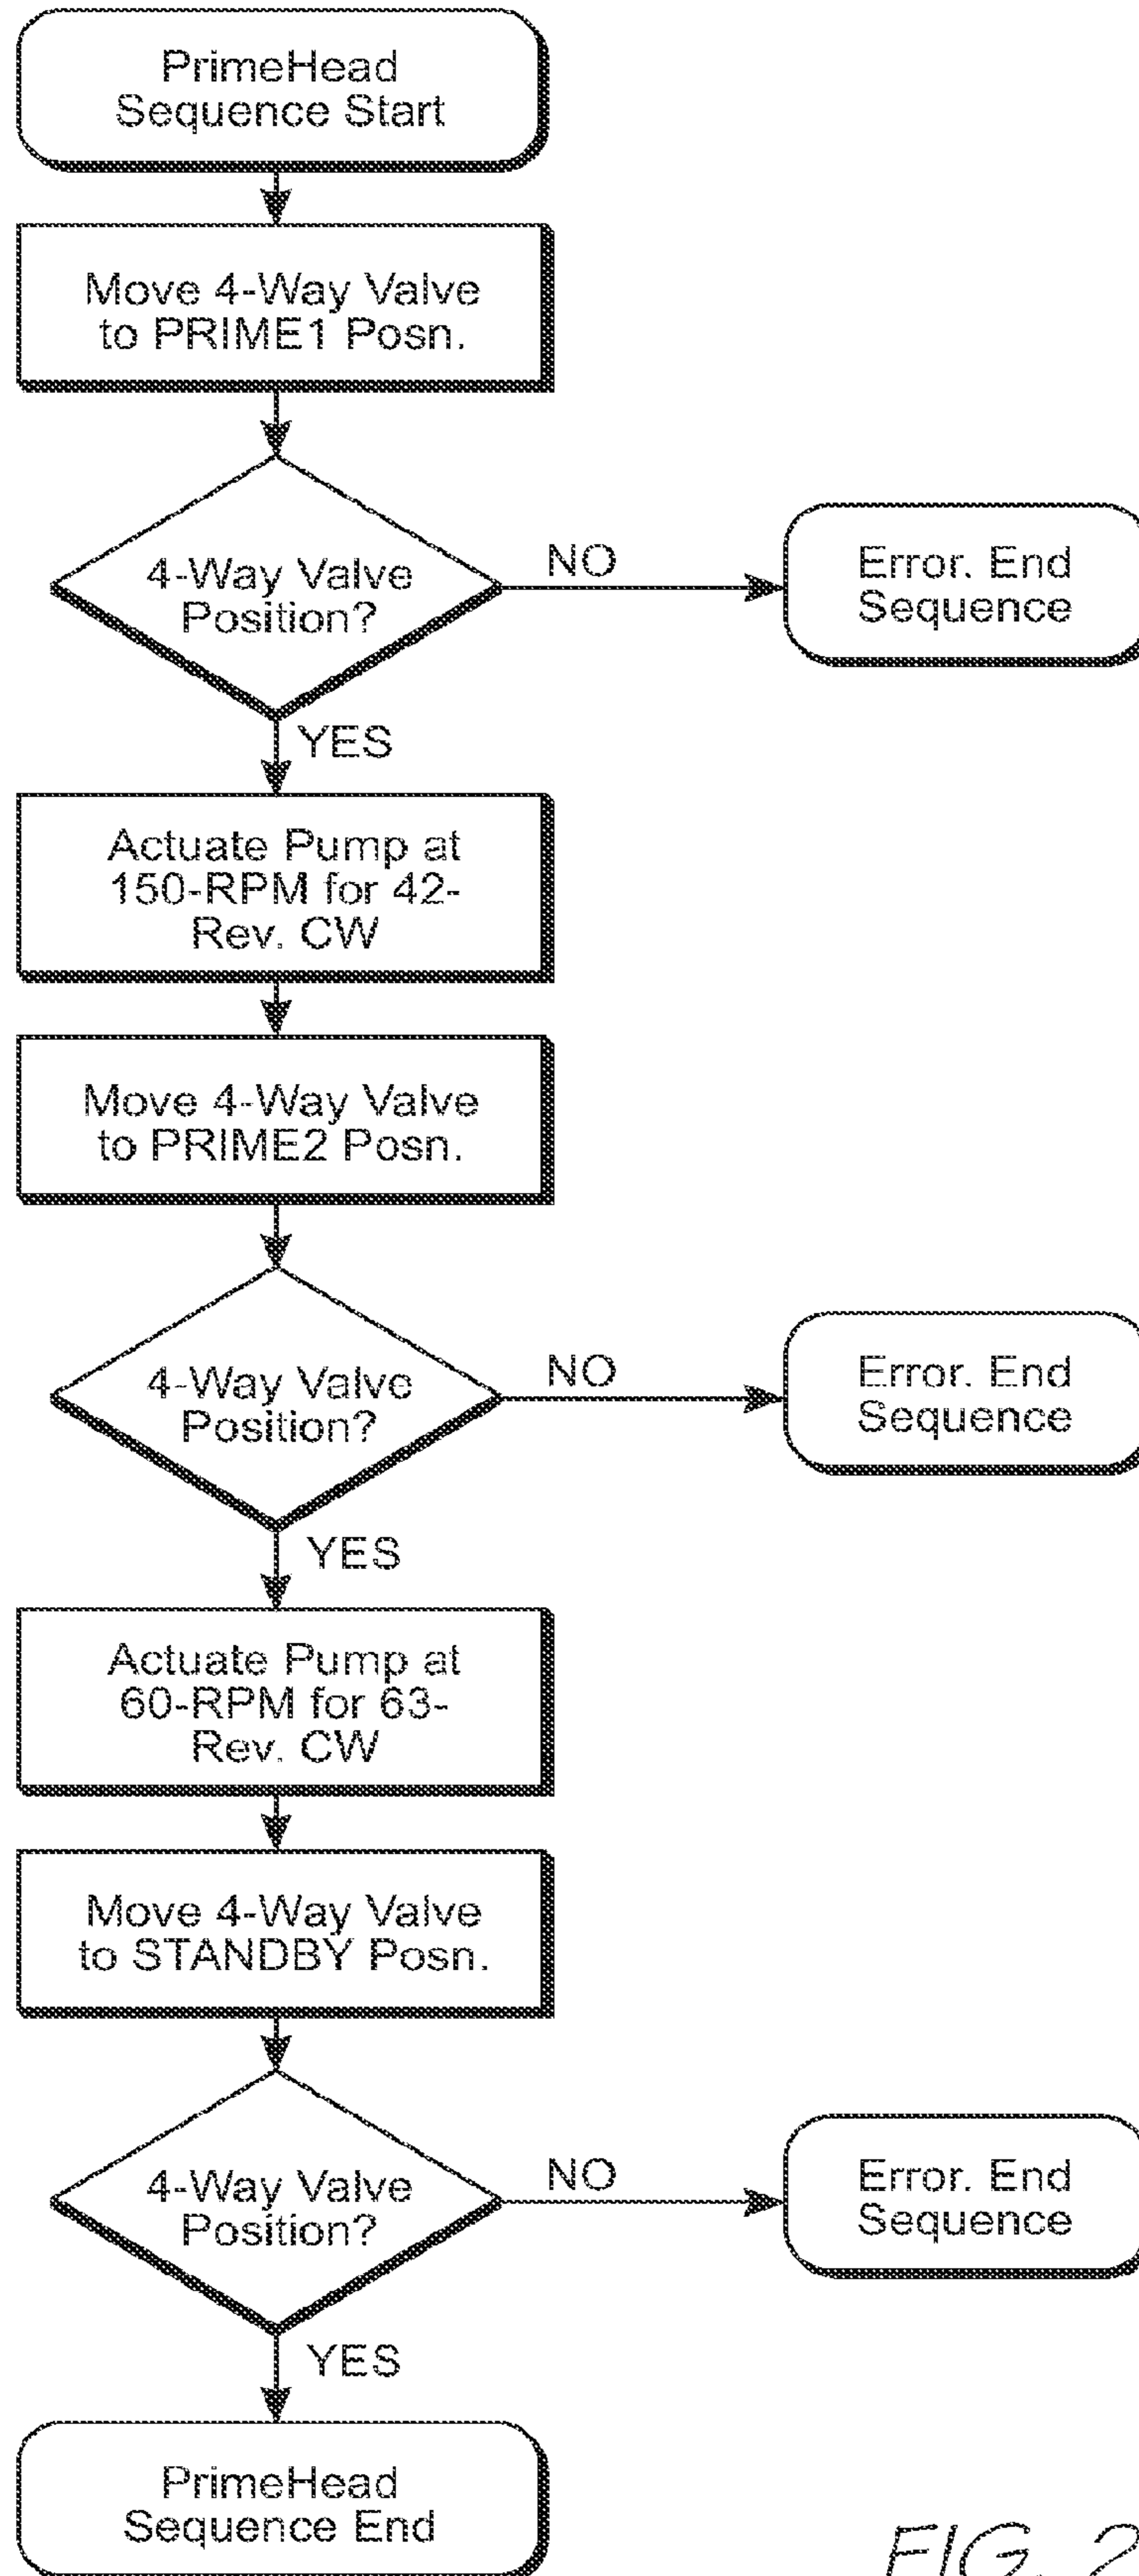 PrimeHead
Sequence Start
Move 4-Way Valve
to PRIME1 Posn.
4-Way Valve
Position?
NO
Error. End
Sequence
YES
Actuate Pump at
150-RPM for 42-
Rev. CW
Move 4-Way Valve
to PRIME2 Posn.
4-Way Valve
Position?
NO
Error. End
Sequence
YES
Actuate Pump at
60-RPM for 63-
Rev. CW
Move 4-Way Valve
to STANDBY Posn.
4-Way Valve
Position?
NO
Error. End
Sequence
YES
PrimeHead
Sequence End
FIG. 2